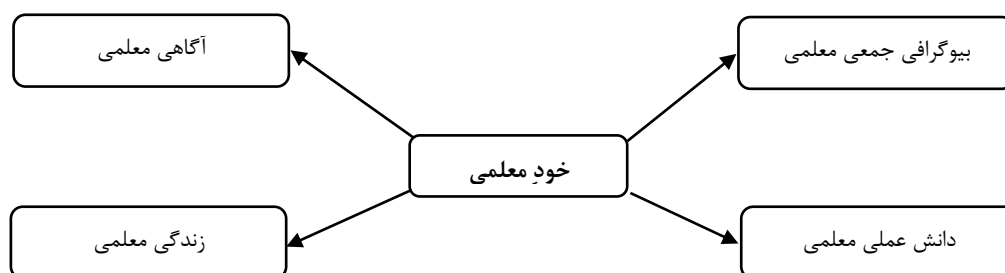 بیوگرافی جمعی معلمی
آگاهی معلمی
خودِ معلمی
دانش عملی معلمی
زندگی معلمی